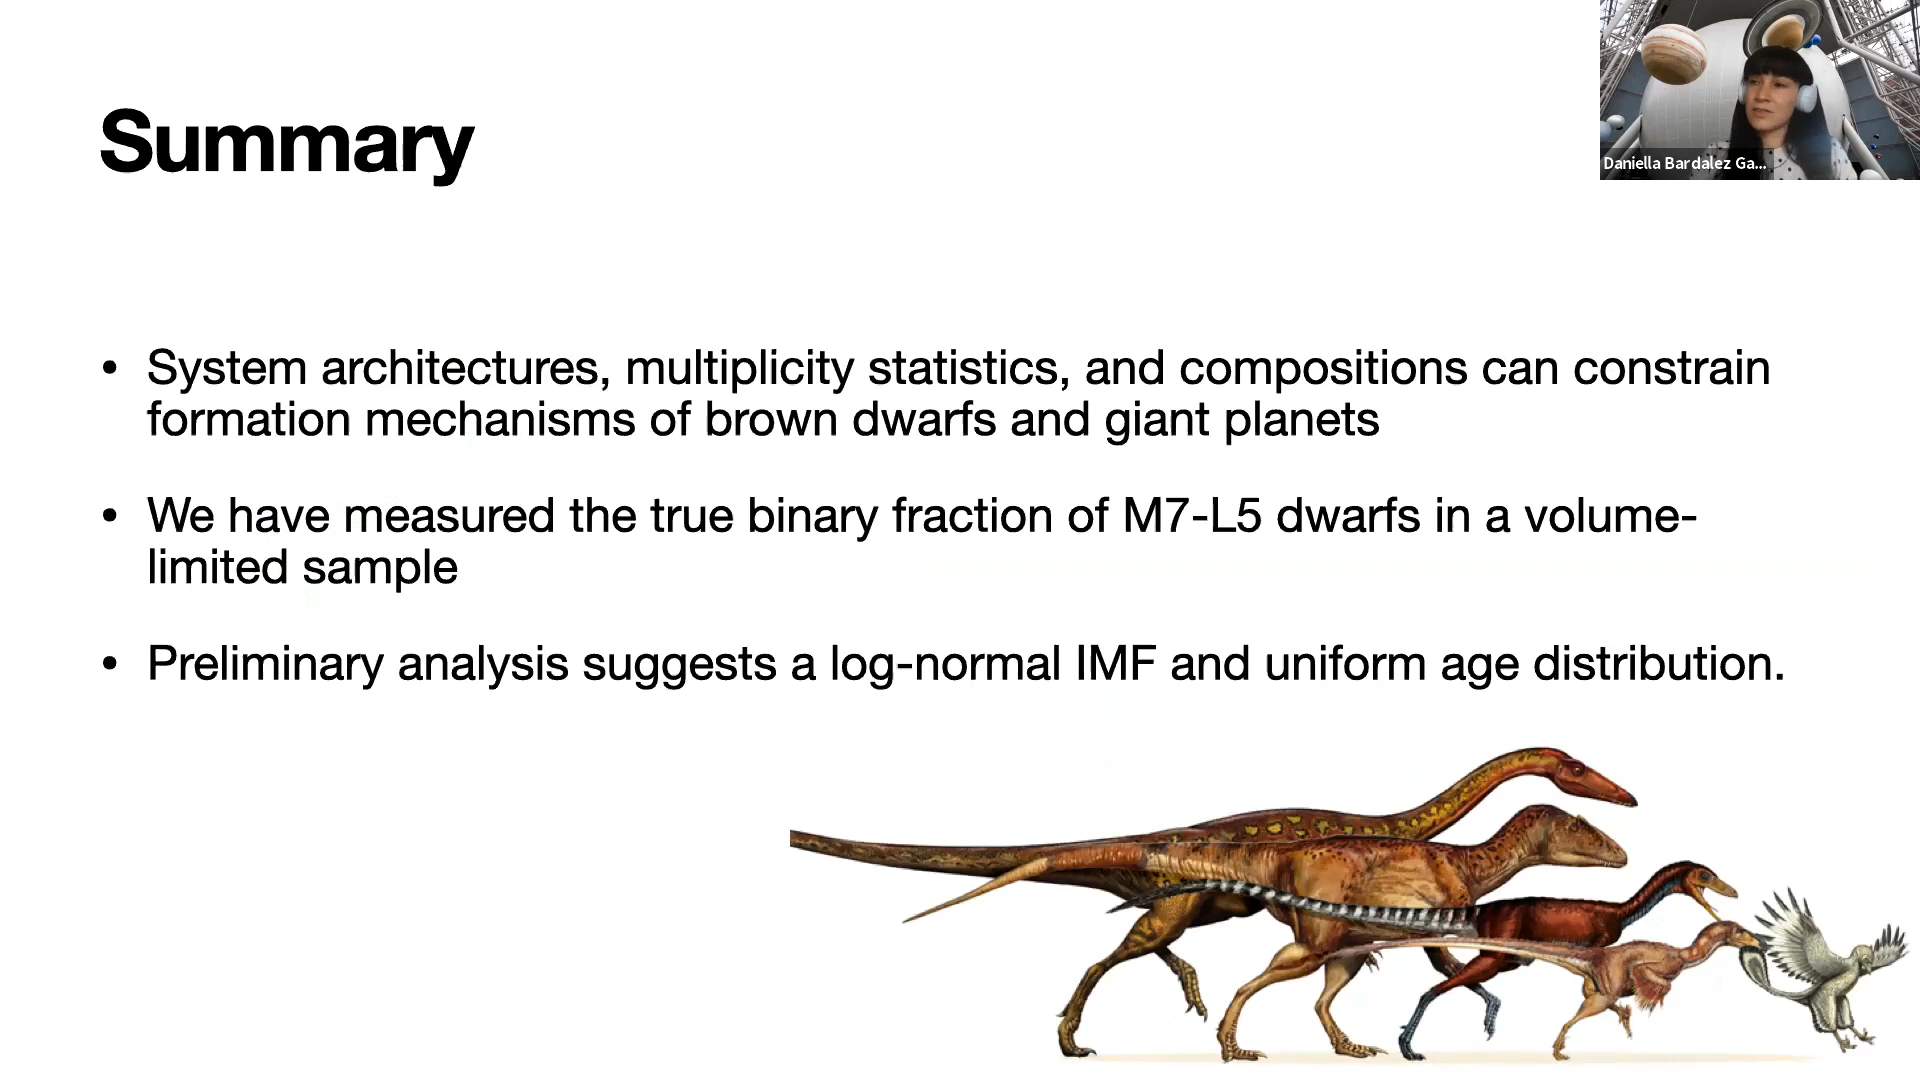 Daniella Bardalez Ga...
Summary
• System architectures, multiplicity statistics, and compositions can constrain
formation mechanisms of brown dwarfs and giant planets
• We have measured the true binary fraction of M7-L5 dwarfs in a volume-
limited sample
• Preliminary analysis suggests a log-normal IMF and uniform age distribution.